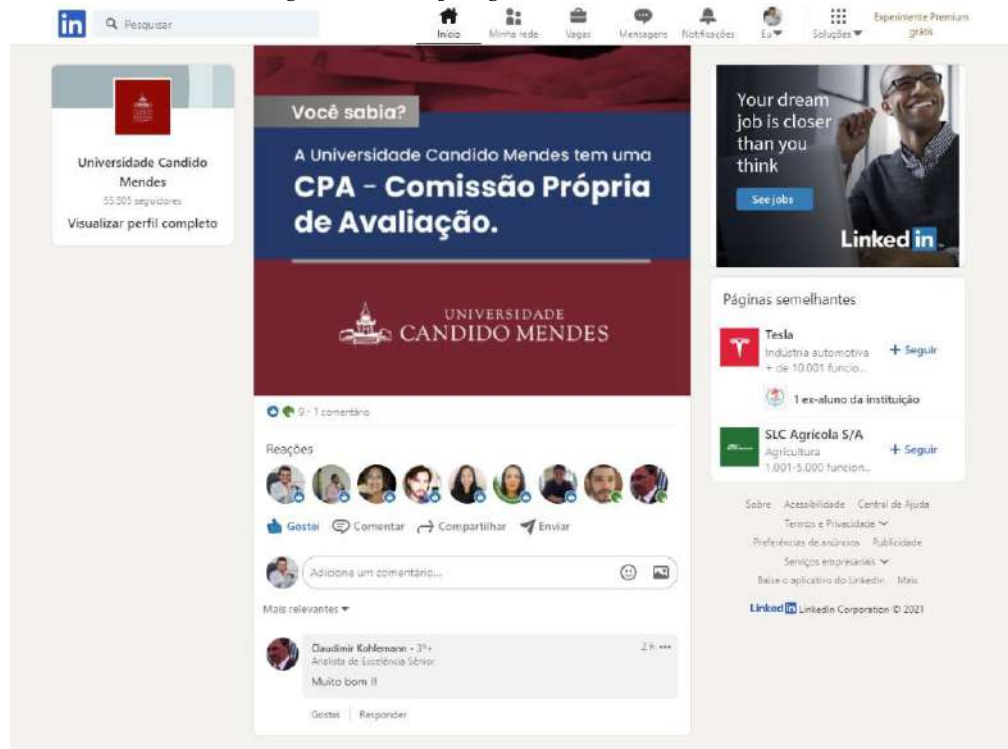 in
Pesquisar
Início
Minha rede
Vagas
Mensagens
Notificações
Eu
Soluções
Experimente Premium
grátis
Universidade Candido
Mendes
55.505 seguidores
Visualizar perfil completo
Você sabia?
A Universidade Candido Mendes tem uma
CPA - Comissão Própria
de Avaliação.
UNIVERSIDADE
CANDIDO MENDES
9 · 1 comentário
Reações
Gostei
Comentar
Compartilhar
Enviar
Adicione um comentário...
Mais relevantes
Claudimir Kohlemann • 3º+
2 h
Analista de Excelência Sênior
Muito bom !!
Gostei | Responder
Your dream
job is closer
than you
think
See jobs
Linked in
Páginas semelhantes
Tesla
Indústria automotiva
+ de 10.001 funcio...
+ Seguir
1 ex-aluno da instituição
SLC Agrícola S/A
Agricultura
1.001-5.000 funcion...
+ Seguir
Sobre Acessibilidade Central de Ajuda
Termos e Privacidade
Preferências de anúncios Publicidade
Serviços empresariais
Baixe o aplicativo do LinkedIn Mais
Linked in LinkedIn Corporation © 2021